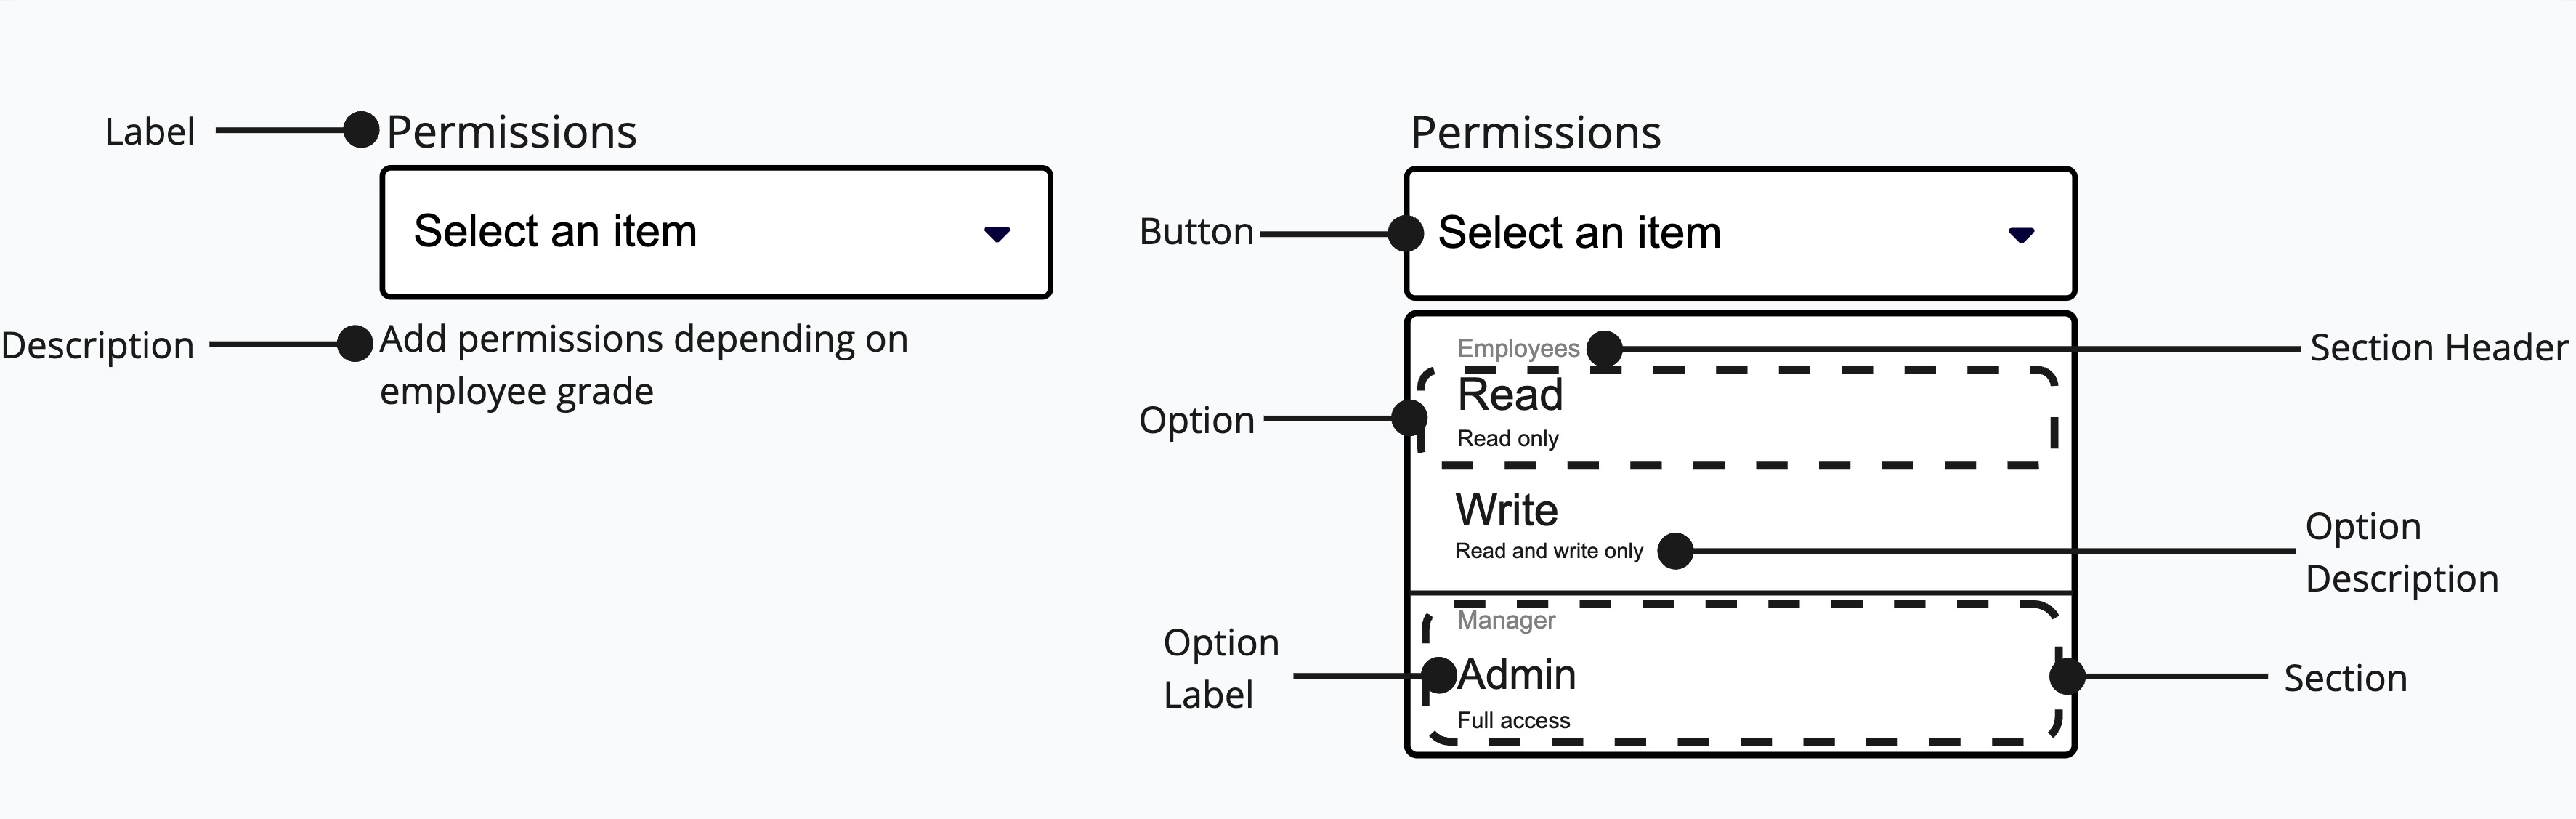 Label
Permissions
Select an item
Description
Add permissions depending on
employee grade
Permissions
Button
Select an item
Employees
Section Header
Option
Read
Read only
Write
Read and write only
Option
Description
Manager
Option
Label
Admin
Section
Full access